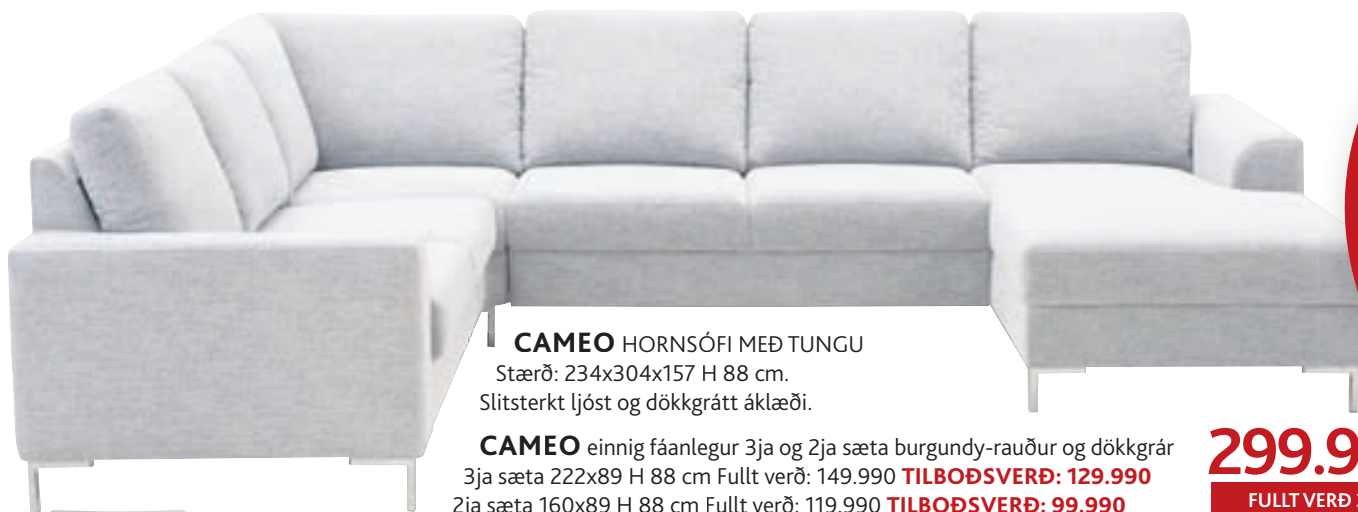 CAMEO HORNSÓFI MEÐ TUNGU
Stærð: 234x304x157 H 88 cm.
Slitsterkt ljóst og dökkgrátt áklæði.
CAMEO einnig fáanlegur 3ja og 2ja sæta burgundy-rauður og dökkgrár
3ja sæta 222x89 H 88 cm Fullt verð: 149.990 TILBOÐSVERÐ: 129.990
2ja sæta 160x89 H 88 cm Fullt verð: 119.990 TILBOÐSVERÐ: 99.990
299.9
FULLT VERÐ